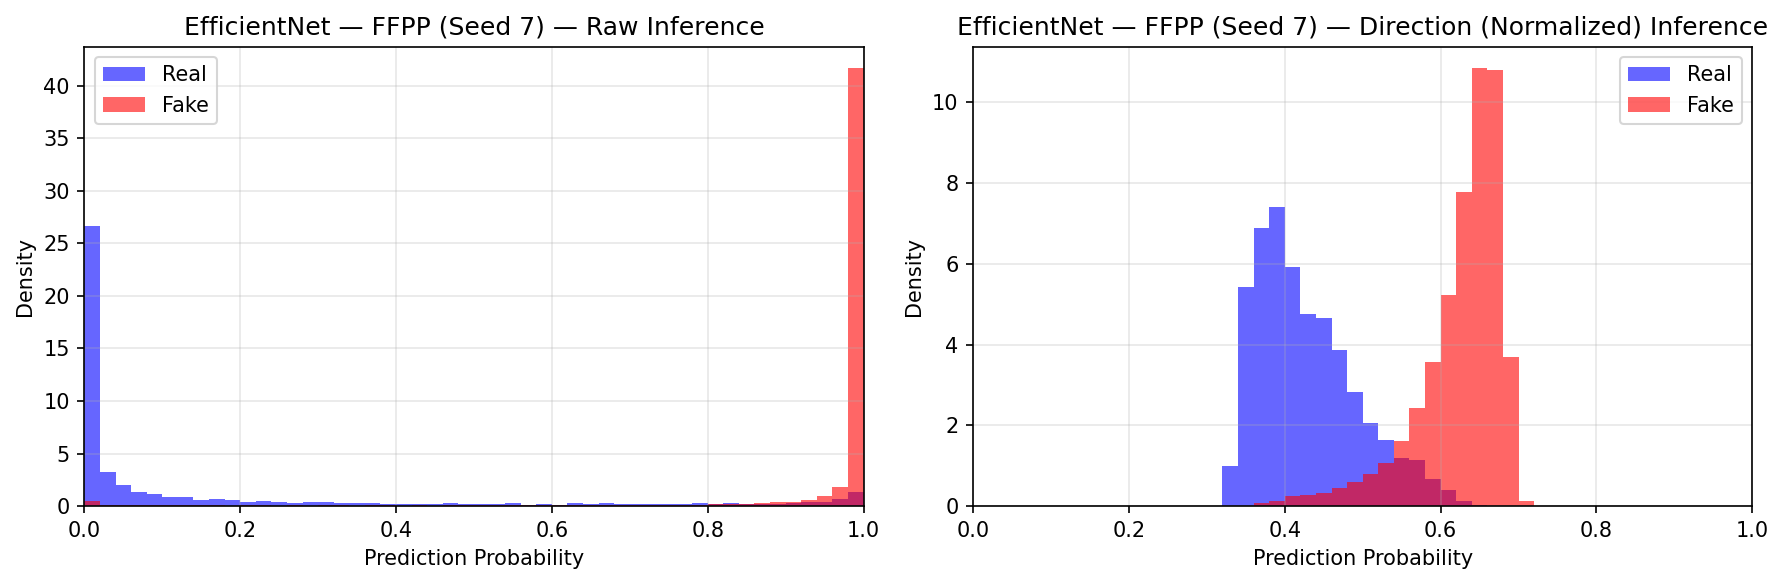 EfficientNet — FFPP (Seed 7) — Raw Inference
Real
Fake
40
35
30
25
20
15
10
5
0
Density
0.0 0.2 0.4 0.6 0.8 1.0
Prediction Probability
EfficientNet — FFPP (Seed 7) — Direction (Normalized) Inference
Real
Fake
10
8
6
4
2
0
Density
0.0 0.2 0.4 0.6 0.8 1.0
Prediction Probability